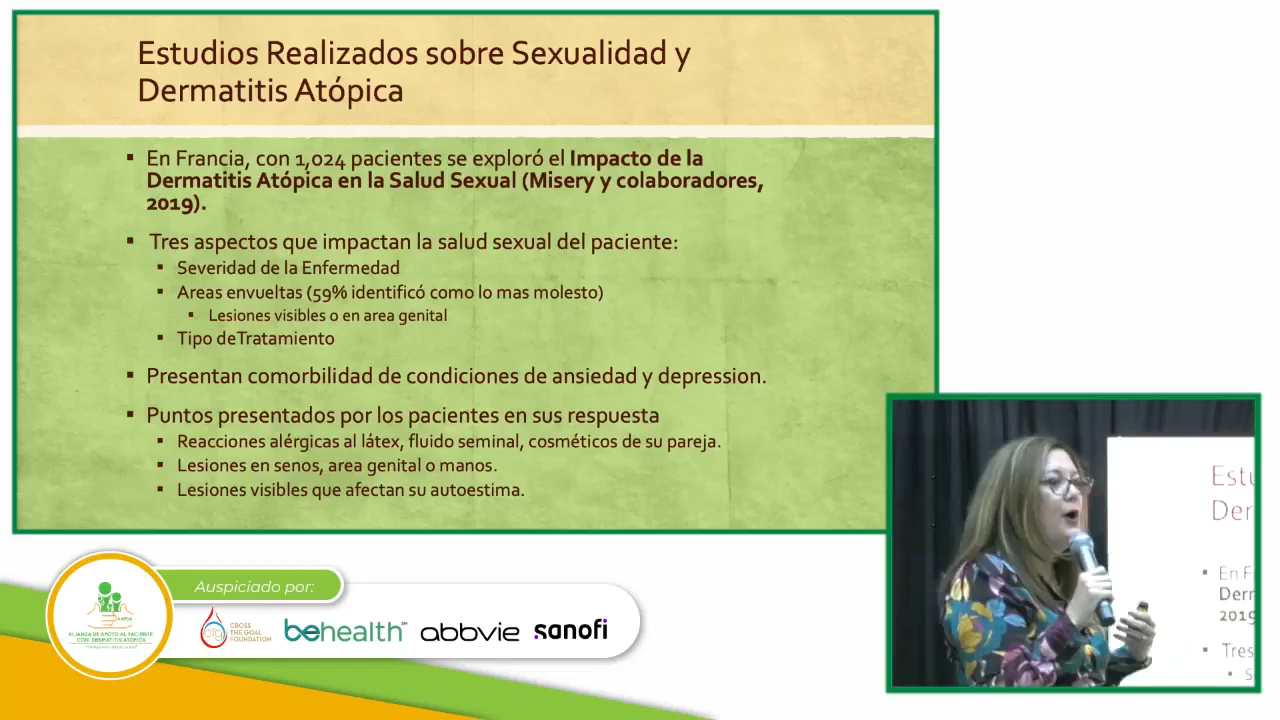 Estudios Realizados sobre Sexualidad y
Dermatitis Atópica
▪ En Francia, con 1,024 pacientes se exploró el Impacto de la
Dermatitis Atópica en la Salud Sexual (Misery y colaboradores,
2019).
▪ Tres aspectos que impactan la salud sexual del paciente:
▪ Severidad de la Enfermedad
▪ Areas envueltas (59% identificó como lo mas molesto)
▪ Lesiones visibles o en area genital
▪ Tipo deTratamiento
▪ Presentan comorbilidad de condiciones de ansiedad y depression.
▪ Puntos presentados por los pacientes en sus respuesta
▪ Reacciones alérgicas al látex, fluido seminal, cosméticos de su pareja.
▪ Lesiones en senos, area genital o manos.
▪ Lesiones visibles que afectan su autoestima.
Estu
Der
▪ En F
Derm
2019
▪ Tres
▪ S
Auspiciado por:
ALIANZA DE APOYO AL PACIENTE
CON DERMATITIS ATÓPICA
CROSS
THE GOAL
FOUNDATION
behealth
abbvie
sanofi